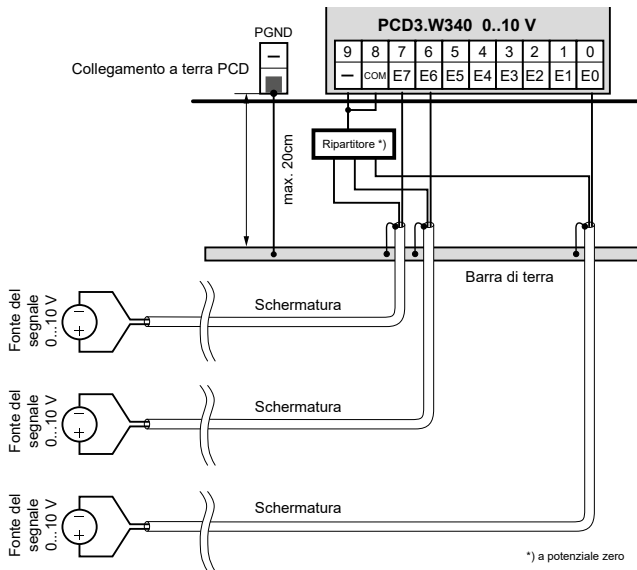 PCD3.W340 0..10 V
PGND
9 8 7 6 5 4 3 2 1 0
– COM E7 E6 E5 E4 E3 E2 E1 E0
–
Collegamento a terra PCD
Ripartitore *)
max. 20cm
Barra di terra
Fonte del
segnale
0...10 V
–
+
Schermatura
Fonte del
segnale
0...10 V
–
+
Schermatura
Fonte del
segnale
0...10 V
–
+
Schermatura
*) a potenziale zero